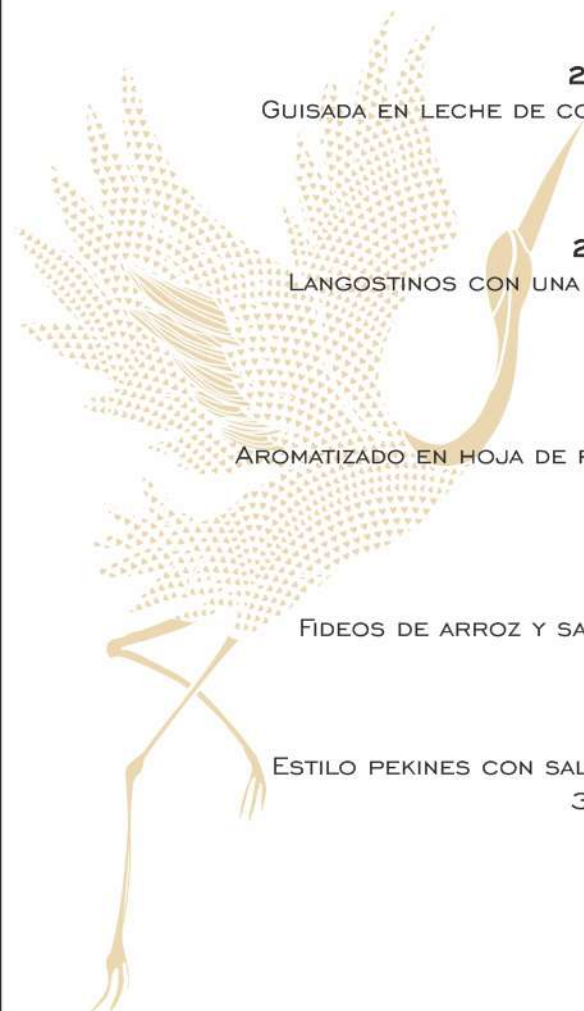 2
GUISADA EN LECHE DE CO
2
LANGOSTINOS CON UNA
AROMATIZADO EN HOJA DE
FIDEOS DE ARROZ Y SA
ESTILO PEKINES CON SAL
3